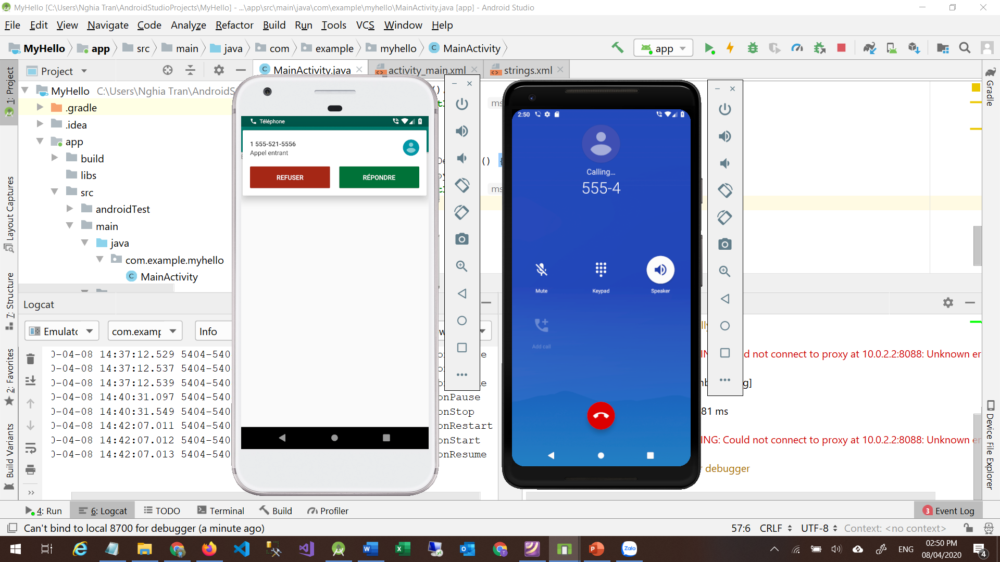 MyHello [C:\Users\Nghia Tran\AndroidStudioProjects\MyHello] - ...\app\src\main\java\com\example\myhello\MainActivity.java [app] - Android Studio
File Edit View Navigate Code Analyze Refactor Build Run Tools VCS Window Help
MyHello app src main java com example myhello MainActivity app
1: Project
Layout Captures
7: Structure
2: Favorites
Build Variants
Project
MainActivity.java activity_main.xml strings.xml
MyHello C:\Users\Nghia Tran\AndroidS
.gradle
.idea
app
build
libs
src
androidTest
main
java
com.example.myhello
MainActivity
Téléphone
1 555-521-5556
Appel entrant
REFUSER RÉPONDRE
2:50
Calling...
555-4
Mute Keypad Speaker
Add call
Gradle
Device File Explorer
Logcat
Emulato com.examp Info
0-04-08 14:37:12.529 5404-540
0-04-08 14:37:12.537 5404-540
0-04-08 14:37:12.539 5404-540
0-04-08 14:40:31.097 5404-540 onPause
0-04-08 14:40:31.549 5404-540 onStop
0-04-08 14:42:07.011 5404-540 onRestart
0-04-08 14:42:07.012 5404-540 onStart
0-04-08 14:42:07.013 5404-540 onResume
d not connect to proxy at 10.0.2.2:8088: Unknown er
81 ms
ING: Could not connect to proxy at 10.0.2.2:8088: Unknown er
r debugger
4: Run 6: Logcat TODO Terminal Build Profiler 3 Event Log
Can't bind to local 8700 for debugger (a minute ago) 57:6 CRLF UTF-8 Context: <no context>
Zalo ENG 02:50 PM
08/04/2020 4